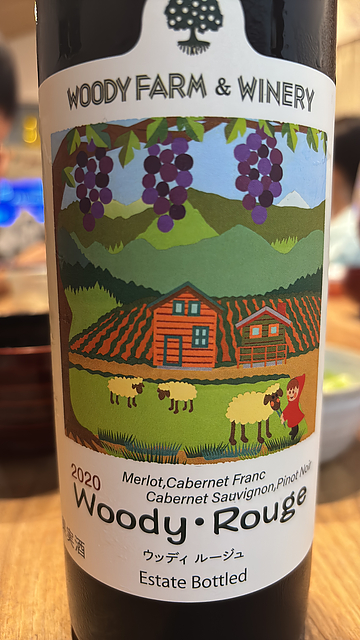 WOODY FARM & WINERY
2020
Merlot,Cabernet Franc
Cabernet Sauvignon,Pinot Noir
Woody・Rouge
ウッディ ルージュ
実酒
Estate Bottled